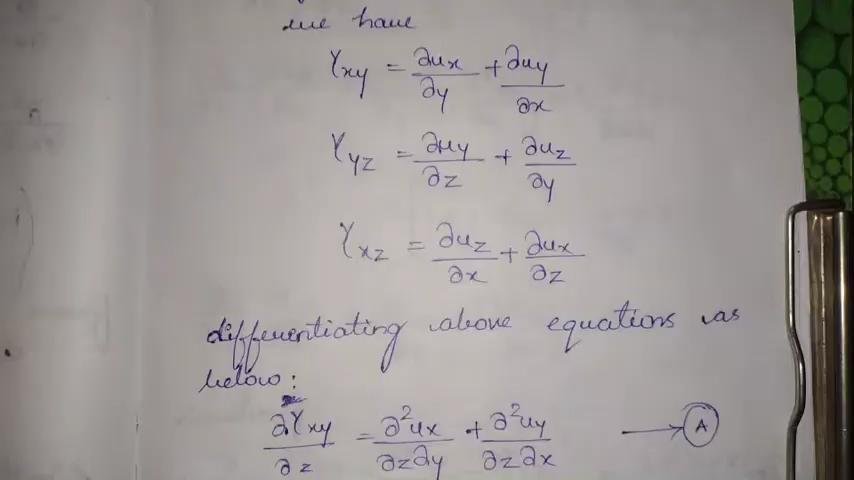 we have
γxy = ∂ux/∂y + ∂uy/∂x
γyz = ∂uy/∂z + ∂uz/∂y
γxz = ∂uz/∂x + ∂ux/∂z
differentiating above equations as
below:
∂γxy/∂z = ∂²ux/∂z∂y + ∂²uy/∂z∂x → A